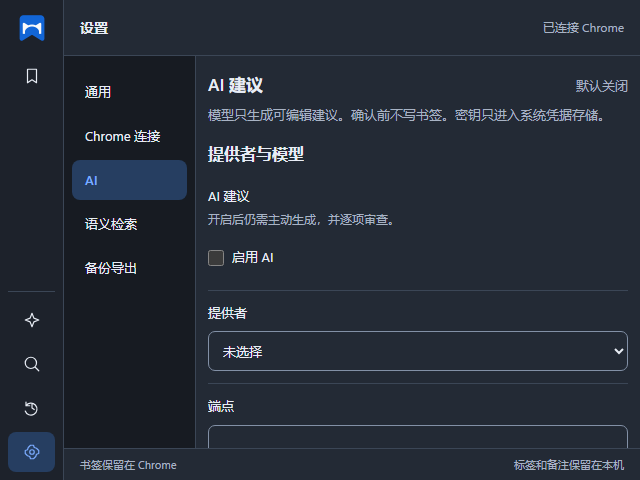 设置
已连接 Chrome
通用
Chrome 连接
AI
语义检索
备份导出
AI 建议
默认关闭
模型只生成可编辑建议。确认前不写书签。密钥只进入系统凭据存储。
提供者与模型
AI 建议
开启后仍需主动生成，并逐项审查。
启用 AI
提供者
未选择
端点
书签保留在 Chrome
标签和备注保留在本机